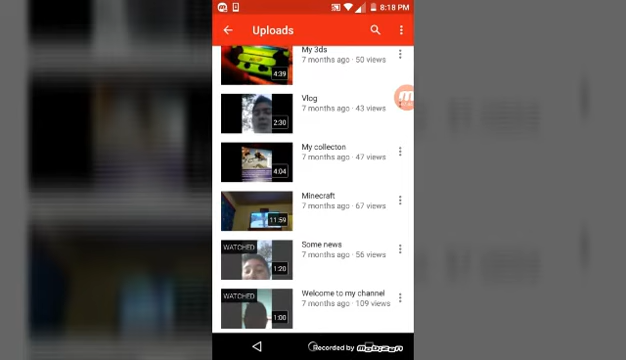 8:18 PM
Uploads
My 3ds
7 months ago · 50 views
4:39
Vlog
7 months ago · 43 views
2:30
My collecton
7 months ago · 47 views
4:04
Minecraft
7 months ago · 67 views
11:59
WATCHED
Some news
7 months ago · 56 views
1:20
WATCHED
Welcome to my channel
7 months ago · 109 views
1:00
Recorded by mobizen